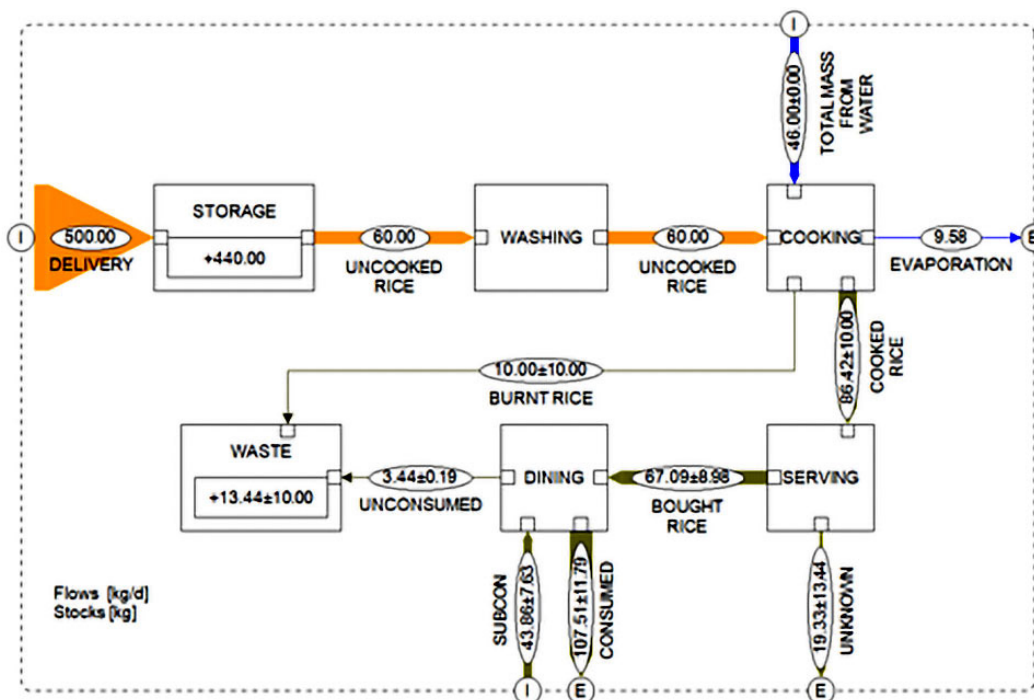 I
46.00±0.00
TOTAL MASS
FROM
WATER
STORAGE
I
500.00
DELIVERY
+440.00
60.00
UNCOOKED
RICE
WASHING
60.00
UNCOOKED
RICE
COOKING
9.58
EVAPORATION
E
86.42±10.00
COOKED
RICE
10.00±10.00
BURNT RICE
WASTE
+13.44±10.00
3.44±0.19
UNCONSUMED
DINING
67.09±8.98
BOUGHT
RICE
SERVING
Flows [kg/d]
Stocks [kg]
SUBCON
43.86±7.63
107.51±11.79
CONSUMED
19.33±13.44
UNKNOWN
I
E
E